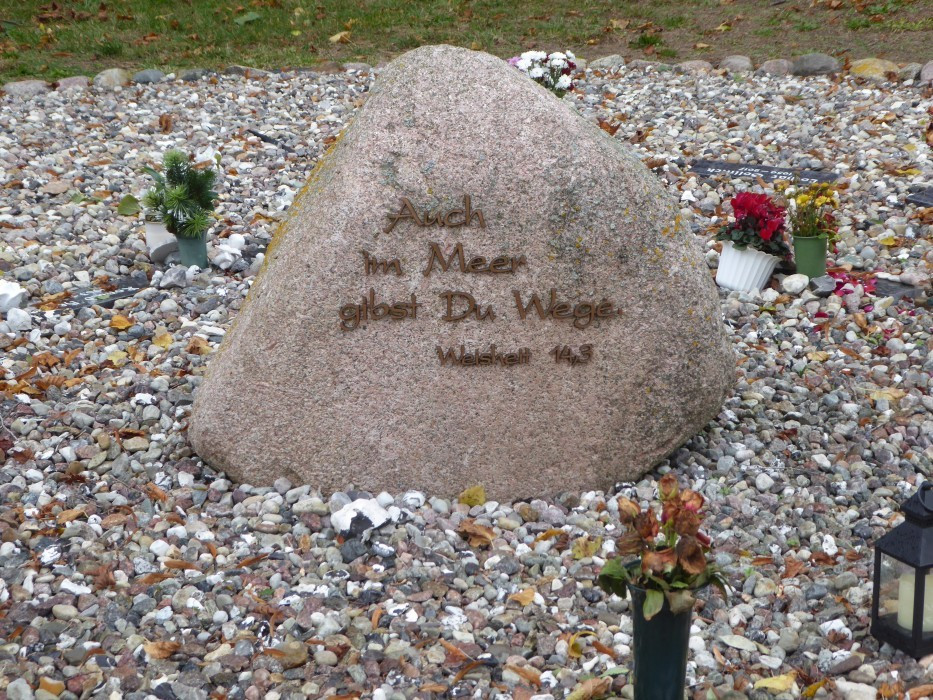 Auch
im Meer
gibst Du Wege.
Weisheit 14,3